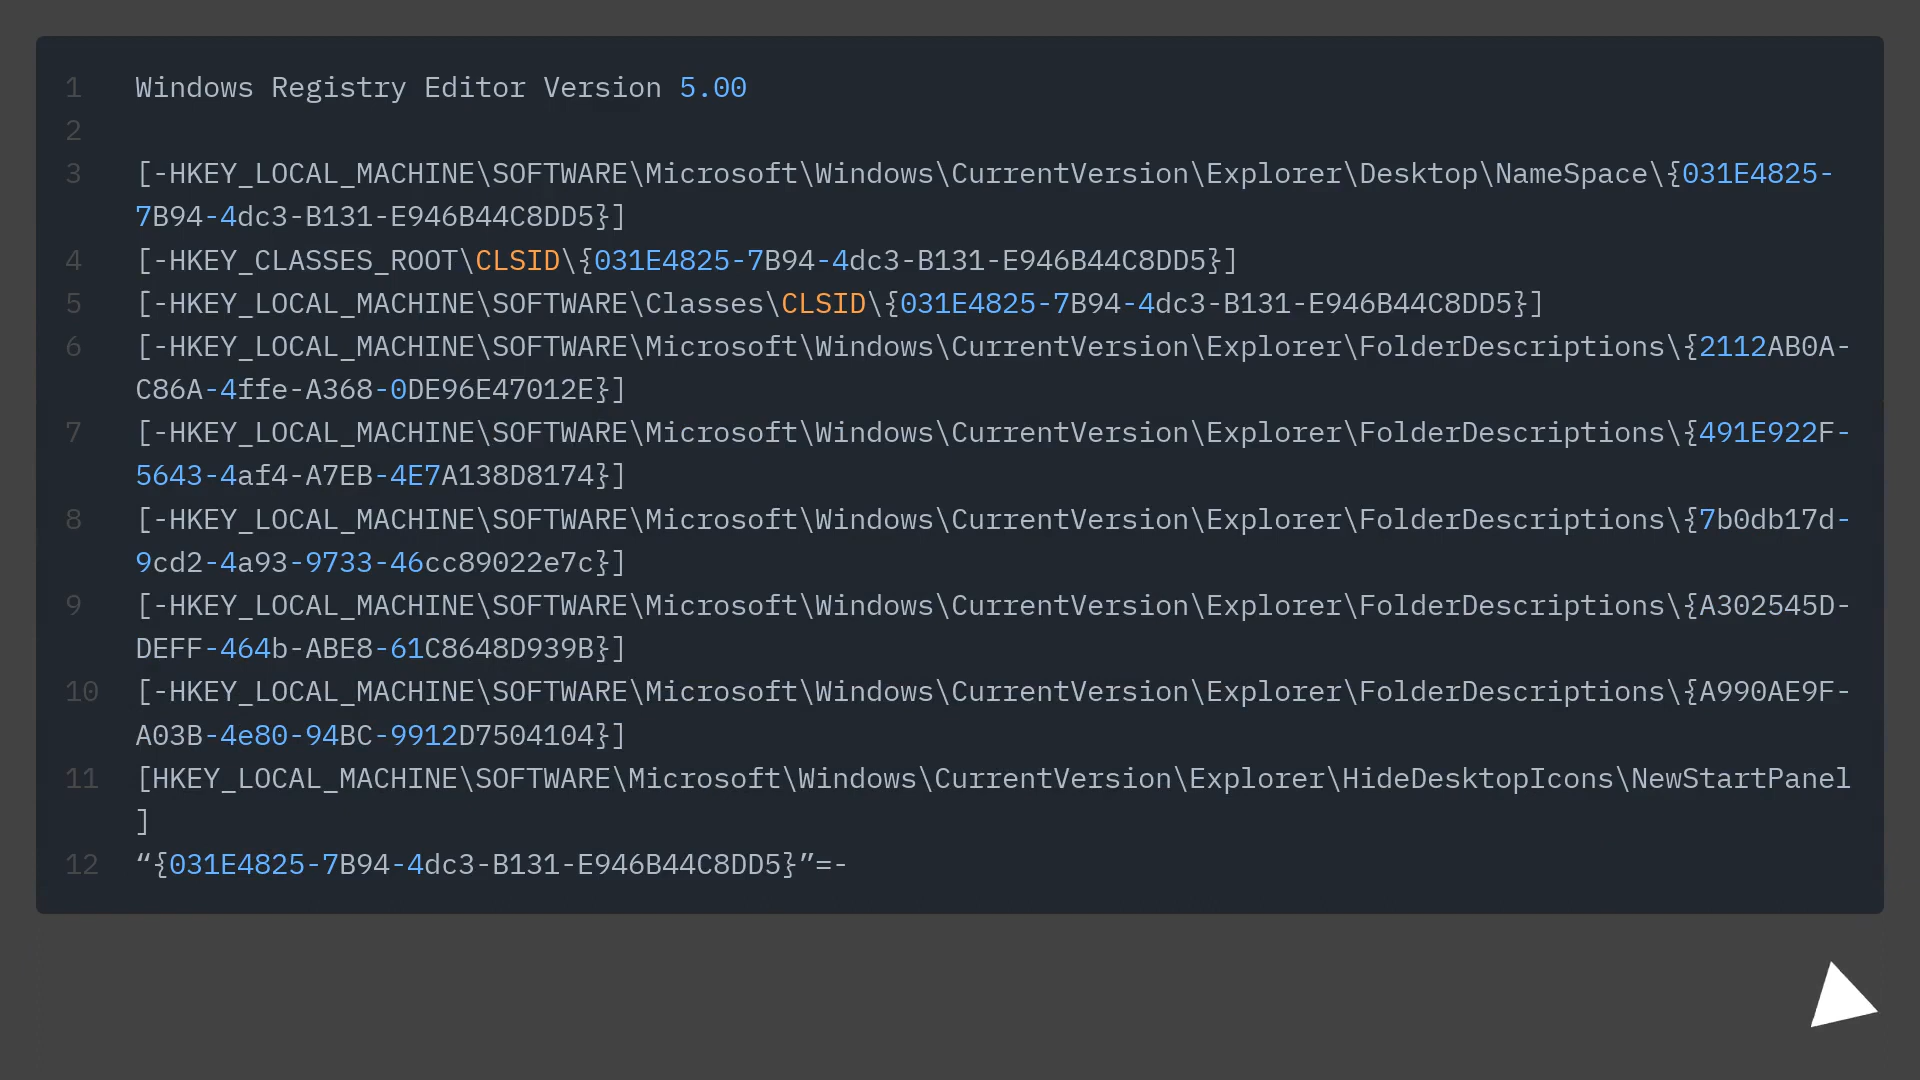 1 Windows Registry Editor Version 5.00
2
3 [-HKEY_LOCAL_MACHINE\SOFTWARE\Microsoft\Windows\CurrentVersion\Explorer\Desktop\NameSpace\{031E4825-
7B94-4dc3-B131-E946B44C8DD5}]
4 [-HKEY_CLASSES_ROOT\CLSID\{031E4825-7B94-4dc3-B131-E946B44C8DD5}]
5 [-HKEY_LOCAL_MACHINE\SOFTWARE\Classes\CLSID\{031E4825-7B94-4dc3-B131-E946B44C8DD5}]
6 [-HKEY_LOCAL_MACHINE\SOFTWARE\Microsoft\Windows\CurrentVersion\Explorer\FolderDescriptions\{2112AB0A-
C86A-4ffe-A368-0DE96E47012E}]
7 [-HKEY_LOCAL_MACHINE\SOFTWARE\Microsoft\Windows\CurrentVersion\Explorer\FolderDescriptions\{491E922F-
5643-4af4-A7EB-4E7A138D8174}]
8 [-HKEY_LOCAL_MACHINE\SOFTWARE\Microsoft\Windows\CurrentVersion\Explorer\FolderDescriptions\{7b0db17d-
9cd2-4a93-9733-46cc89022e7c}]
9 [-HKEY_LOCAL_MACHINE\SOFTWARE\Microsoft\Windows\CurrentVersion\Explorer\FolderDescriptions\{A302545D-
DEFF-464b-ABE8-61C8648D939B}]
10 [-HKEY_LOCAL_MACHINE\SOFTWARE\Microsoft\Windows\CurrentVersion\Explorer\FolderDescriptions\{A990AE9F-
A03B-4e80-94BC-9912D7504104}]
11 [HKEY_LOCAL_MACHINE\SOFTWARE\Microsoft\Windows\CurrentVersion\Explorer\HideDesktopIcons\NewStartPanel
]
12 “{031E4825-7B94-4dc3-B131-E946B44C8DD5}”=-